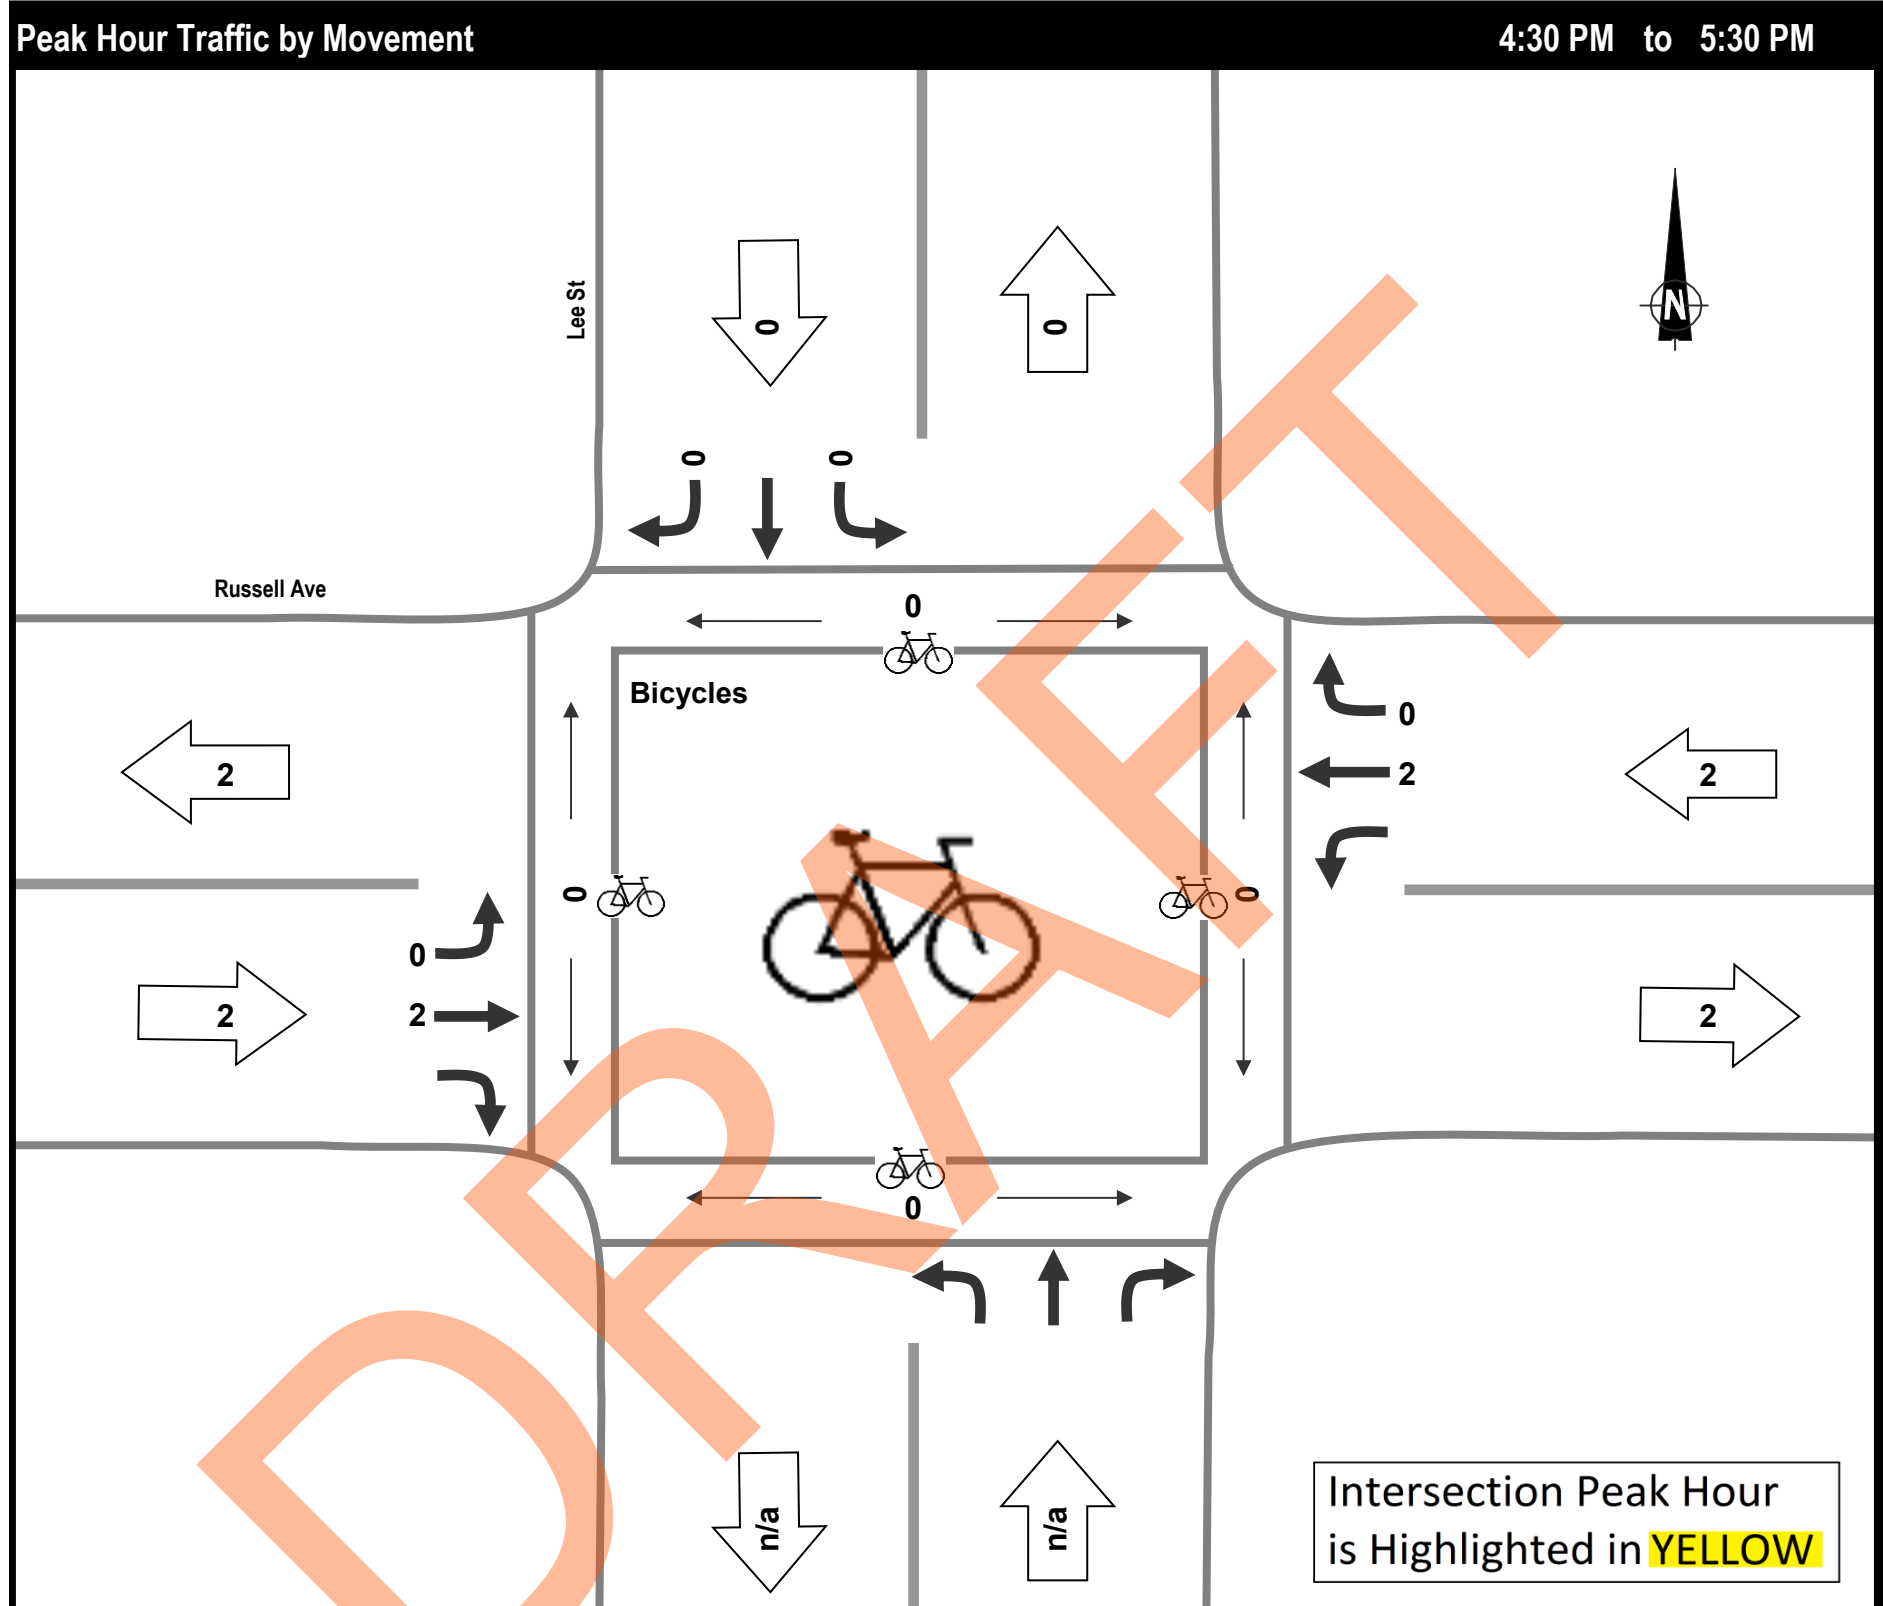 Peak Hour Traffic by Movement
4:30 PM to 5:30 PM
Lee St
0
0
N
0
0
Russell Ave
0
Bicycles
0
2
2
2
0
0
0
2
2
2
0
n/a
n/a
Intersection Peak Hour
is Highlighted in YELLOW
DRAFT